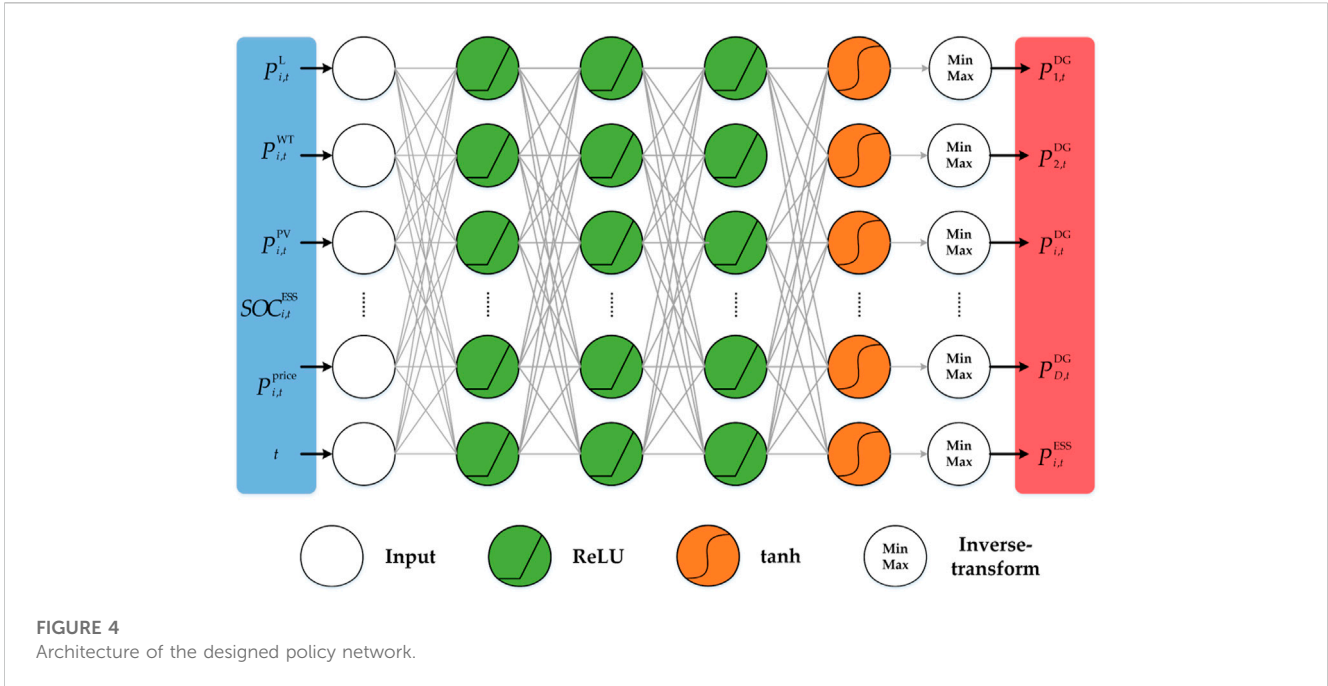 P^L_{i,t}
P^WT_{i,t}
P^PV_{i,t}
SOC^ESS_{i,t}
P^price_{i,t}
t
Min
Max
P^DG_{1,t}
Min
Max
P^DG_{2,t}
Min
Max
P^DG_{i,t}
Min
Max
P^DG_{D,t}
Min
Max
P^ESS_{i,t}
Input
ReLU
tanh
Min
Max
Inverse-
transform
FIGURE 4
Architecture of the designed policy network.